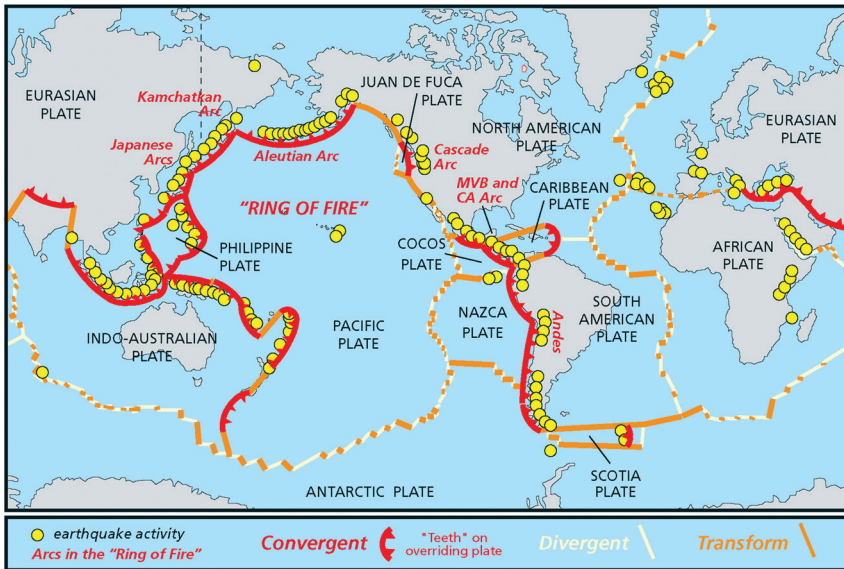 EURASIAN
PLATE
Kamchatkan
Arc
Japanese
Arcs
Aleutian Arc
JUAN DE FUCA
PLATE
NORTH AMERICAN
PLATE
Cascade
Arc
EURASIAN
PLATE
"RING OF FIRE"
MVB and
CA Arc
CARIBBEAN
PLATE
PHILIPPINE
PLATE
COCOS
PLATE
AFRICAN
PLATE
INDO-AUSTRALIAN
PLATE
PACIFIC
PLATE
NAZCA
PLATE
Andes
SOUTH
AMERICAN
PLATE
SCOTIA
PLATE
ANTARCTIC PLATE
earthquake activity
Arcs in the "Ring of Fire"
Convergent
"Teeth" on
overriding plate
Divergent
Transform